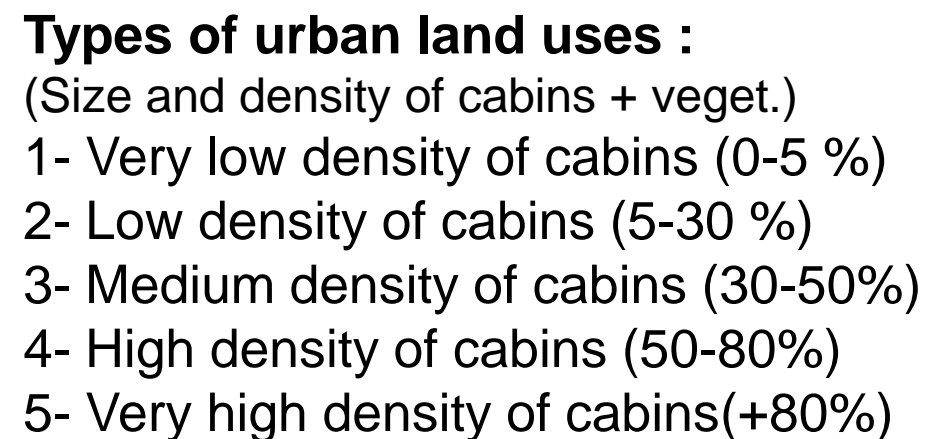 Types of urban land uses :
(Size and density of cabins + veget.)
1- Very low density of cabins (0-5 %)
2- Low density of cabins (5-30 %)
3- Medium density of cabins (30-50%)
4- High density of cabins (50-80%)
5- Very high density of cabins(+80%)